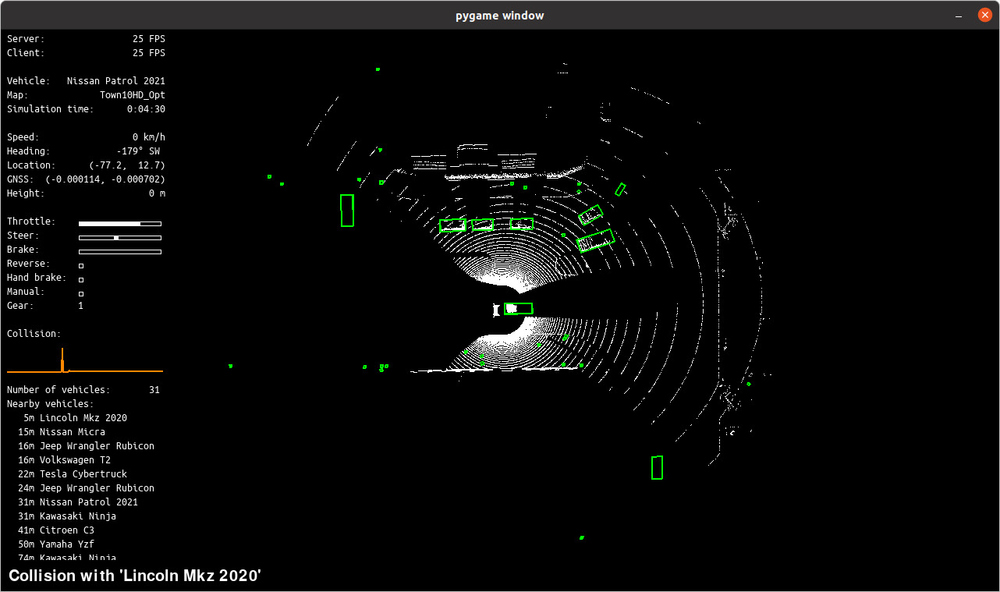 pygame window
Server: 25 FPS
Client: 25 FPS
Vehicle: Nissan Patrol 2021
Map: Town10HD_Opt
Simulation time: 0:04:30
Speed: 0 km/h
Heading: -179° SW
Location: (-77.2, 12.7)
GNSS: (-0.000114, -0.000702)
Height: 0 m
Throttle:
Steer:
Brake:
Reverse:
Hand brake:
Manual:
Gear: 1
Collision:
Number of vehicles: 31
Nearby vehicles:
5m Lincoln Mkz 2020
15m Nissan Micra
16m Jeep Wrangler Rubicon
16m Volkswagen T2
22m Tesla Cybertruck
24m Jeep Wrangler Rubicon
31m Nissan Patrol 2021
31m Kawasaki Ninja
41m Citroen C3
50m Yamaha Yzf
74m Kawasaki Ninja
Collision with 'Lincoln Mkz 2020'